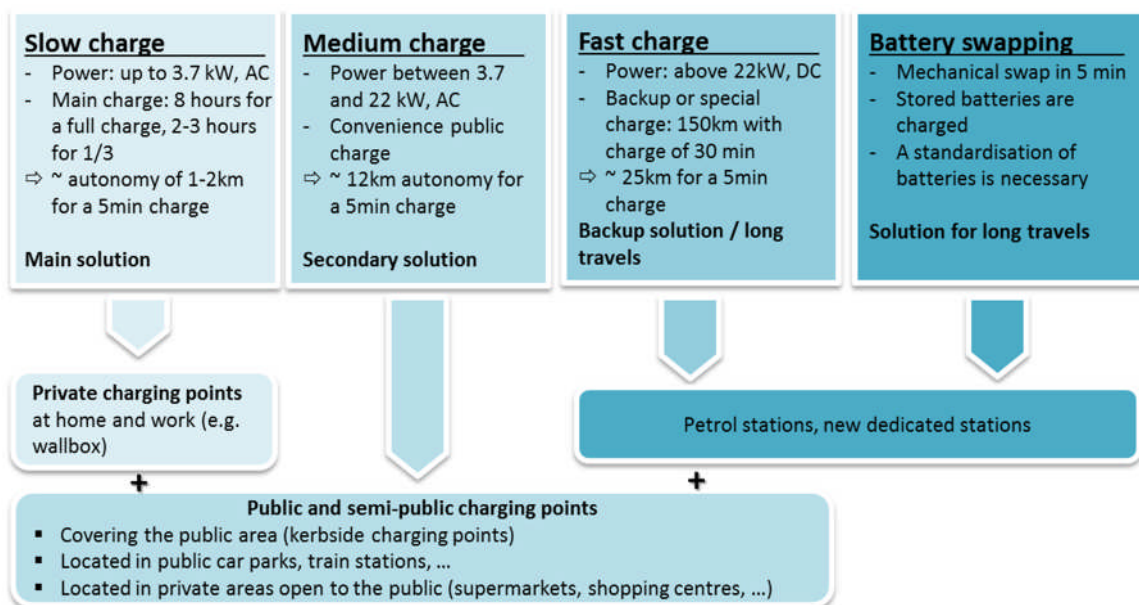 Slow charge
- Power: up to 3.7 kW, AC
- Main charge: 8 hours for
a full charge, 2-3 hours
for 1/3
⇨ ~ autonomy of 1-2km
for a 5min charge
Main solution
Medium charge
- Power between 3.7
and 22 kW, AC
- Convenience public
charge
⇨ ~ 12km autonomy for
a 5min charge
Secondary solution
Fast charge
- Power: above 22kW, DC
- Backup or special
charge: 150km with
charge of 30 min
⇨ ~ 25km for a 5min
charge
Backup solution / long
travels
Battery swapping
- Mechanical swap in 5 min
- Stored batteries are
charged
- A standardisation of
batteries is necessary
Solution for long travels
Private charging points
at home and work (e.g.
wallbox)
Petrol stations, new dedicated stations
+
+
Public and semi-public charging points
▪ Covering the public area (kerbside charging points)
▪ Located in public car parks, train stations, ...
▪ Located in private areas open to the public (supermarkets, shopping centres, ...)